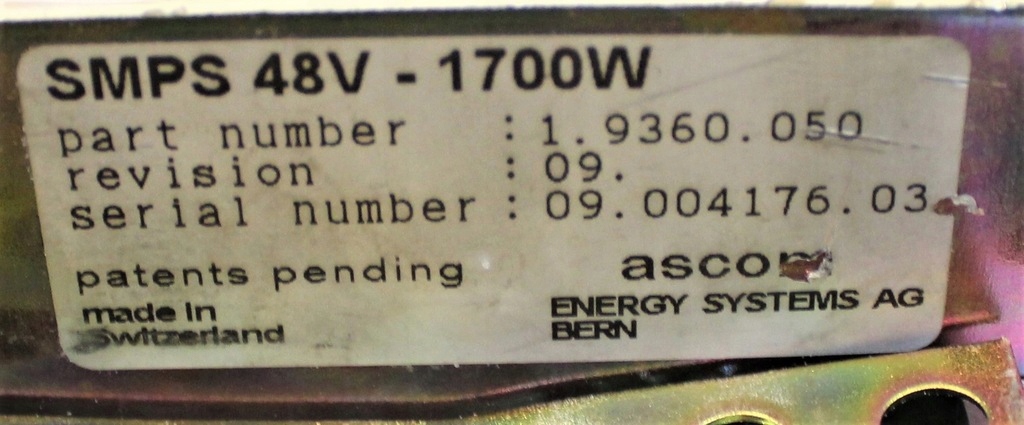 SMPS 48V - 1700W
part number : 1.9360.050
revision : 09.
serial number : 09.004176.03
patents pending
ascom
made in
Switzerland
ENERGY SYSTEMS AG
BERN